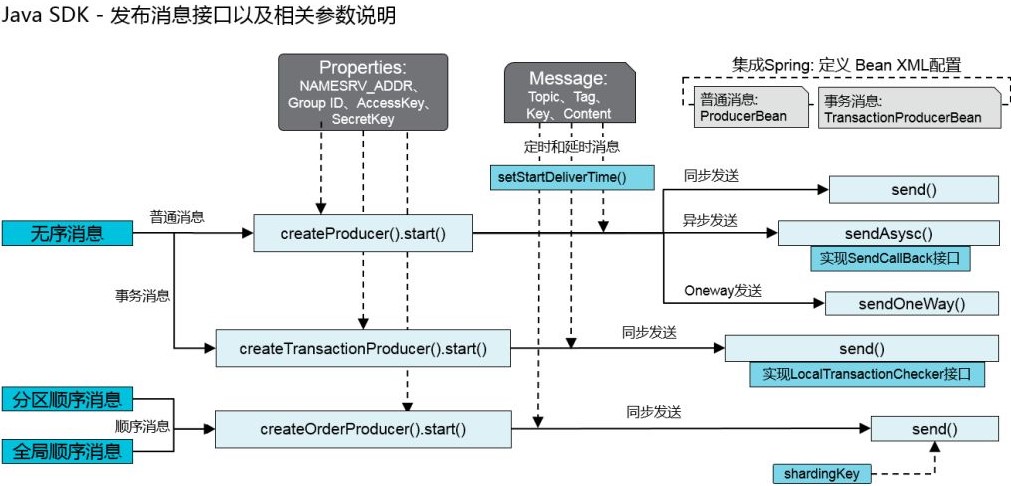 Java SDK - 发布消息接口以及相关参数说明
Properties:
NAMESRV_ADDR、
Group ID、AccessKey、
SecretKey
Message:
Topic、Tag、
Key、Content
集成Spring: 定义 Bean XML配置
普通消息:
ProducerBean
事务消息:
TransactionProducerBean
定时和延时消息
setStartDeliverTime()
无序消息
普通消息
createProducer().start()
同步发送
send()
异步发送
sendAsysc()
实现SendCallBack接口
Oneway发送
sendOneWay()
事务消息
createTransactionProducer().start()
同步发送
send()
实现LocalTransactionChecker接口
分区顺序消息
全局顺序消息
顺序消息
createOrderProducer().start()
同步发送
send()
shardingKey